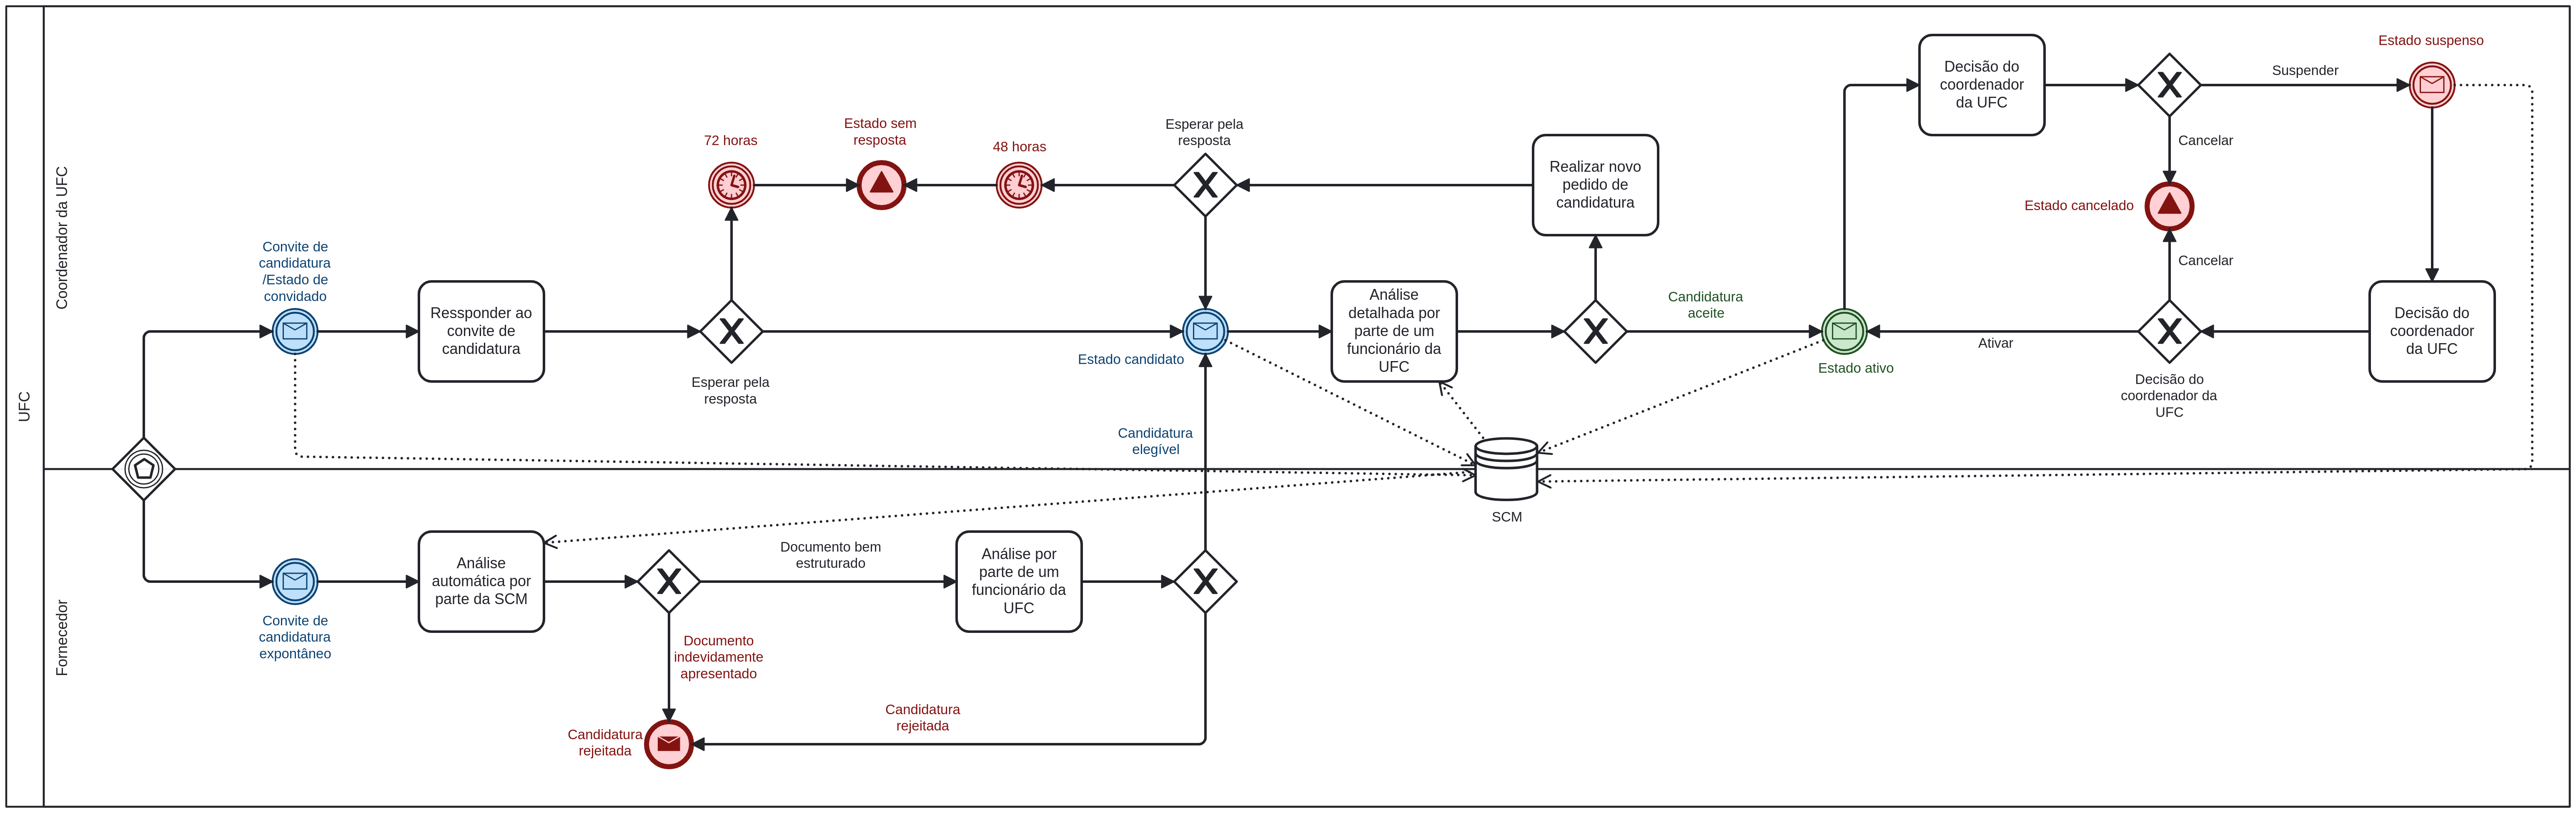 UFC
Coordenador da UFC
Fornecedor
Convite de
candidatura
/Estado de
convidado
Ressponder ao
convite de
candidatura
72 horas
Estado sem
resposta
48 horas
Esperar pela
resposta
Esperar pela
resposta
Realizar novo
pedido de
candidatura
Estado candidato
Análise
detalhada por
parte de um
funcionário da
UFC
Candidatura
aceite
Estado ativo
Decisão do
coordenador
da UFC
Suspender
Estado suspenso
Cancelar
Estado cancelado
Cancelar
Ativar
Decisão do
coordenador da
UFC
Decisão do
coordenador
da UFC
Candidatura
elegível
SCM
Convite de
candidatura
expontâneo
Análise
automática por
parte da SCM
Documento bem
estruturado
Análise por
parte de um
funcionário da
UFC
Documento
indevidamente
apresentado
Candidatura
rejeitada
Candidatura
rejeitada